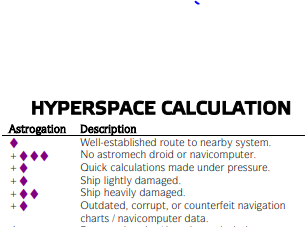 HYPERSPACE CALCULATION
Astrogation Description
♦ Well-established route to nearby system.
+ ♦ ♦ ♦ No astromech droid or navicomputer.
+ ♦ Quick calculations made under pressure.
+ ♦ Ship lightly damaged.
+ ♦ ♦ Ship heavily damaged.
+ ♦ Outdated, corrupt, or counterfeit navigation
charts / navicomputer data.